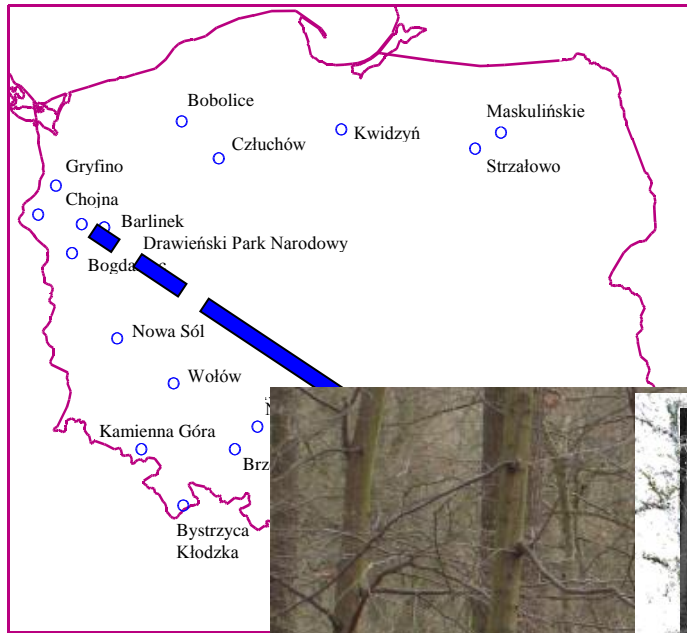 Bobolice
Maskulińskie
Kwidzyń
Człuchów
Strzałowo
Gryfino
Chojna
Barlinek
Drawieński Park Narodowy
Nowa Sól
Wołów
Kamienna Góra
Bystrzyca
Kłodzka